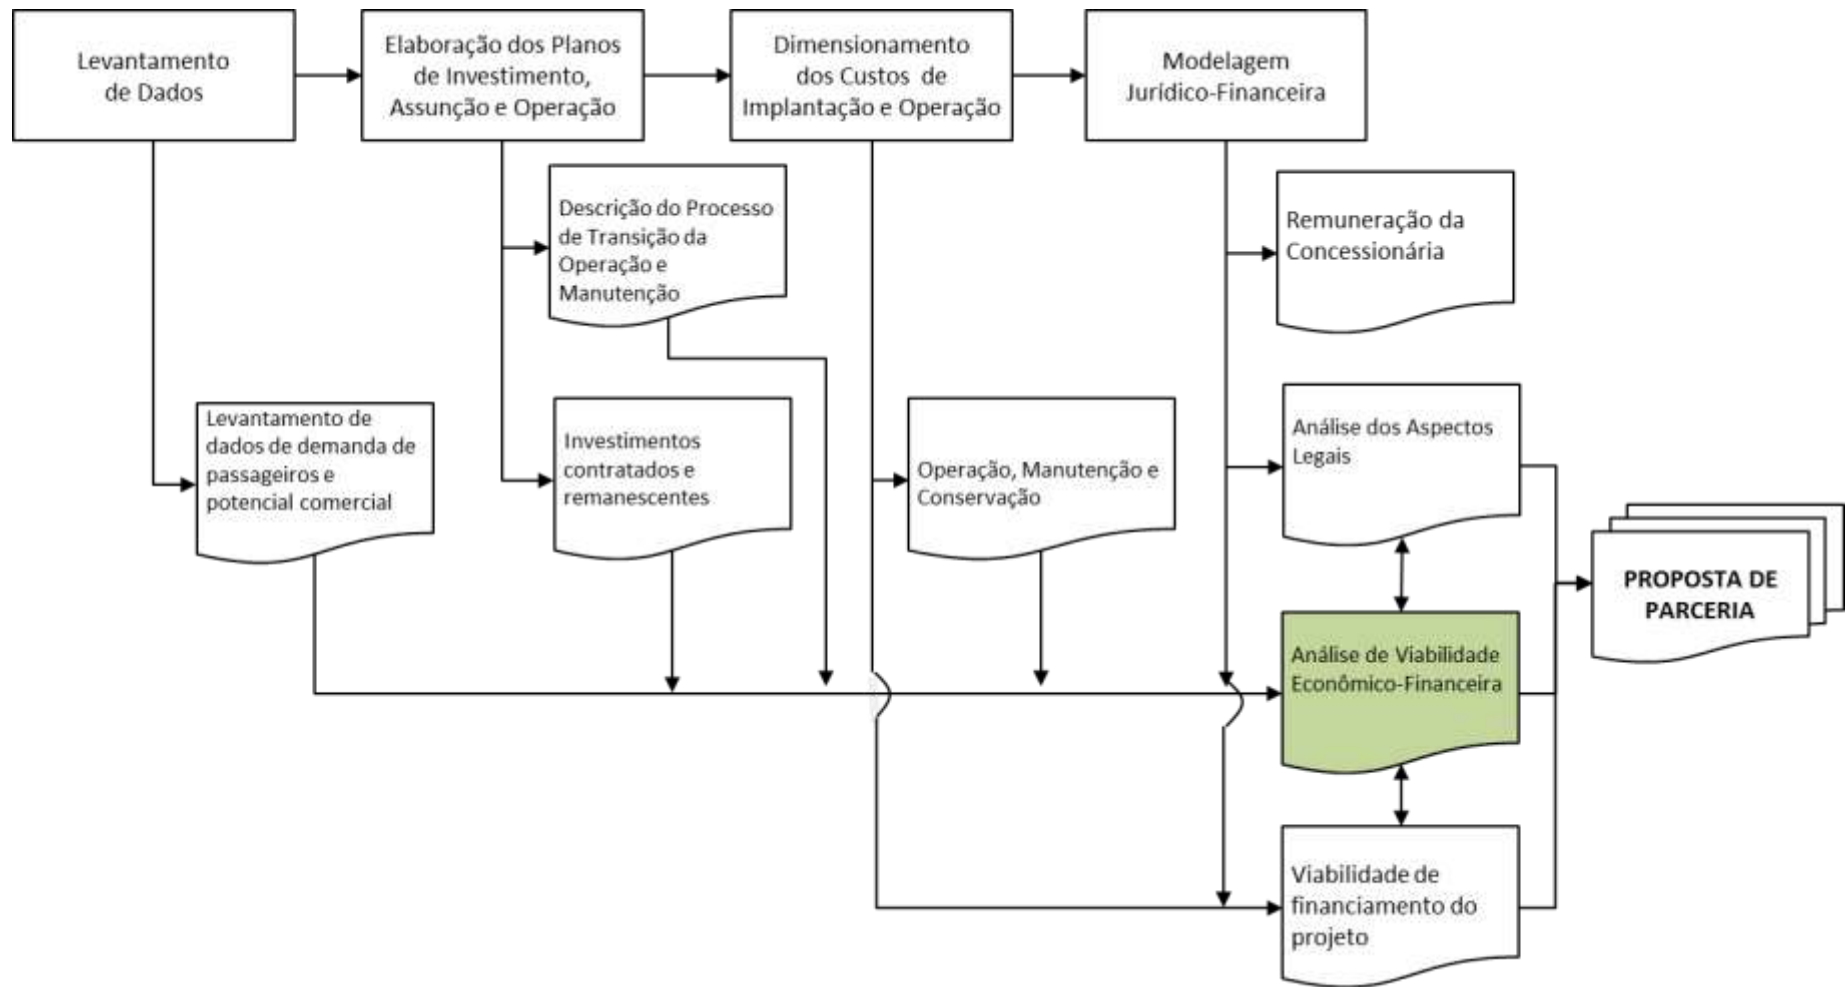 Levantamento
de Dados
Elaboração dos Planos
de Investimento,
Assunção e Operação
Dimensionamento
dos Custos de
Implantação e Operação
Modelagem
Jurídico-Financeira
Descrição do Processo
de Transição da
Operação e
Manutenção
Remuneração da
Concessionária
Levantamento de
dados de demanda de
passageiros e
potencial comercial
Investimentos
contratados e
remanescentes
Operação, Manutenção e
Conservação
Análise dos Aspectos
Legais
PROPOSTA DE
PARCERIA
Análise de Viabilidade
Econômico-Financeira
Viabilidade de
financiamento do
projeto